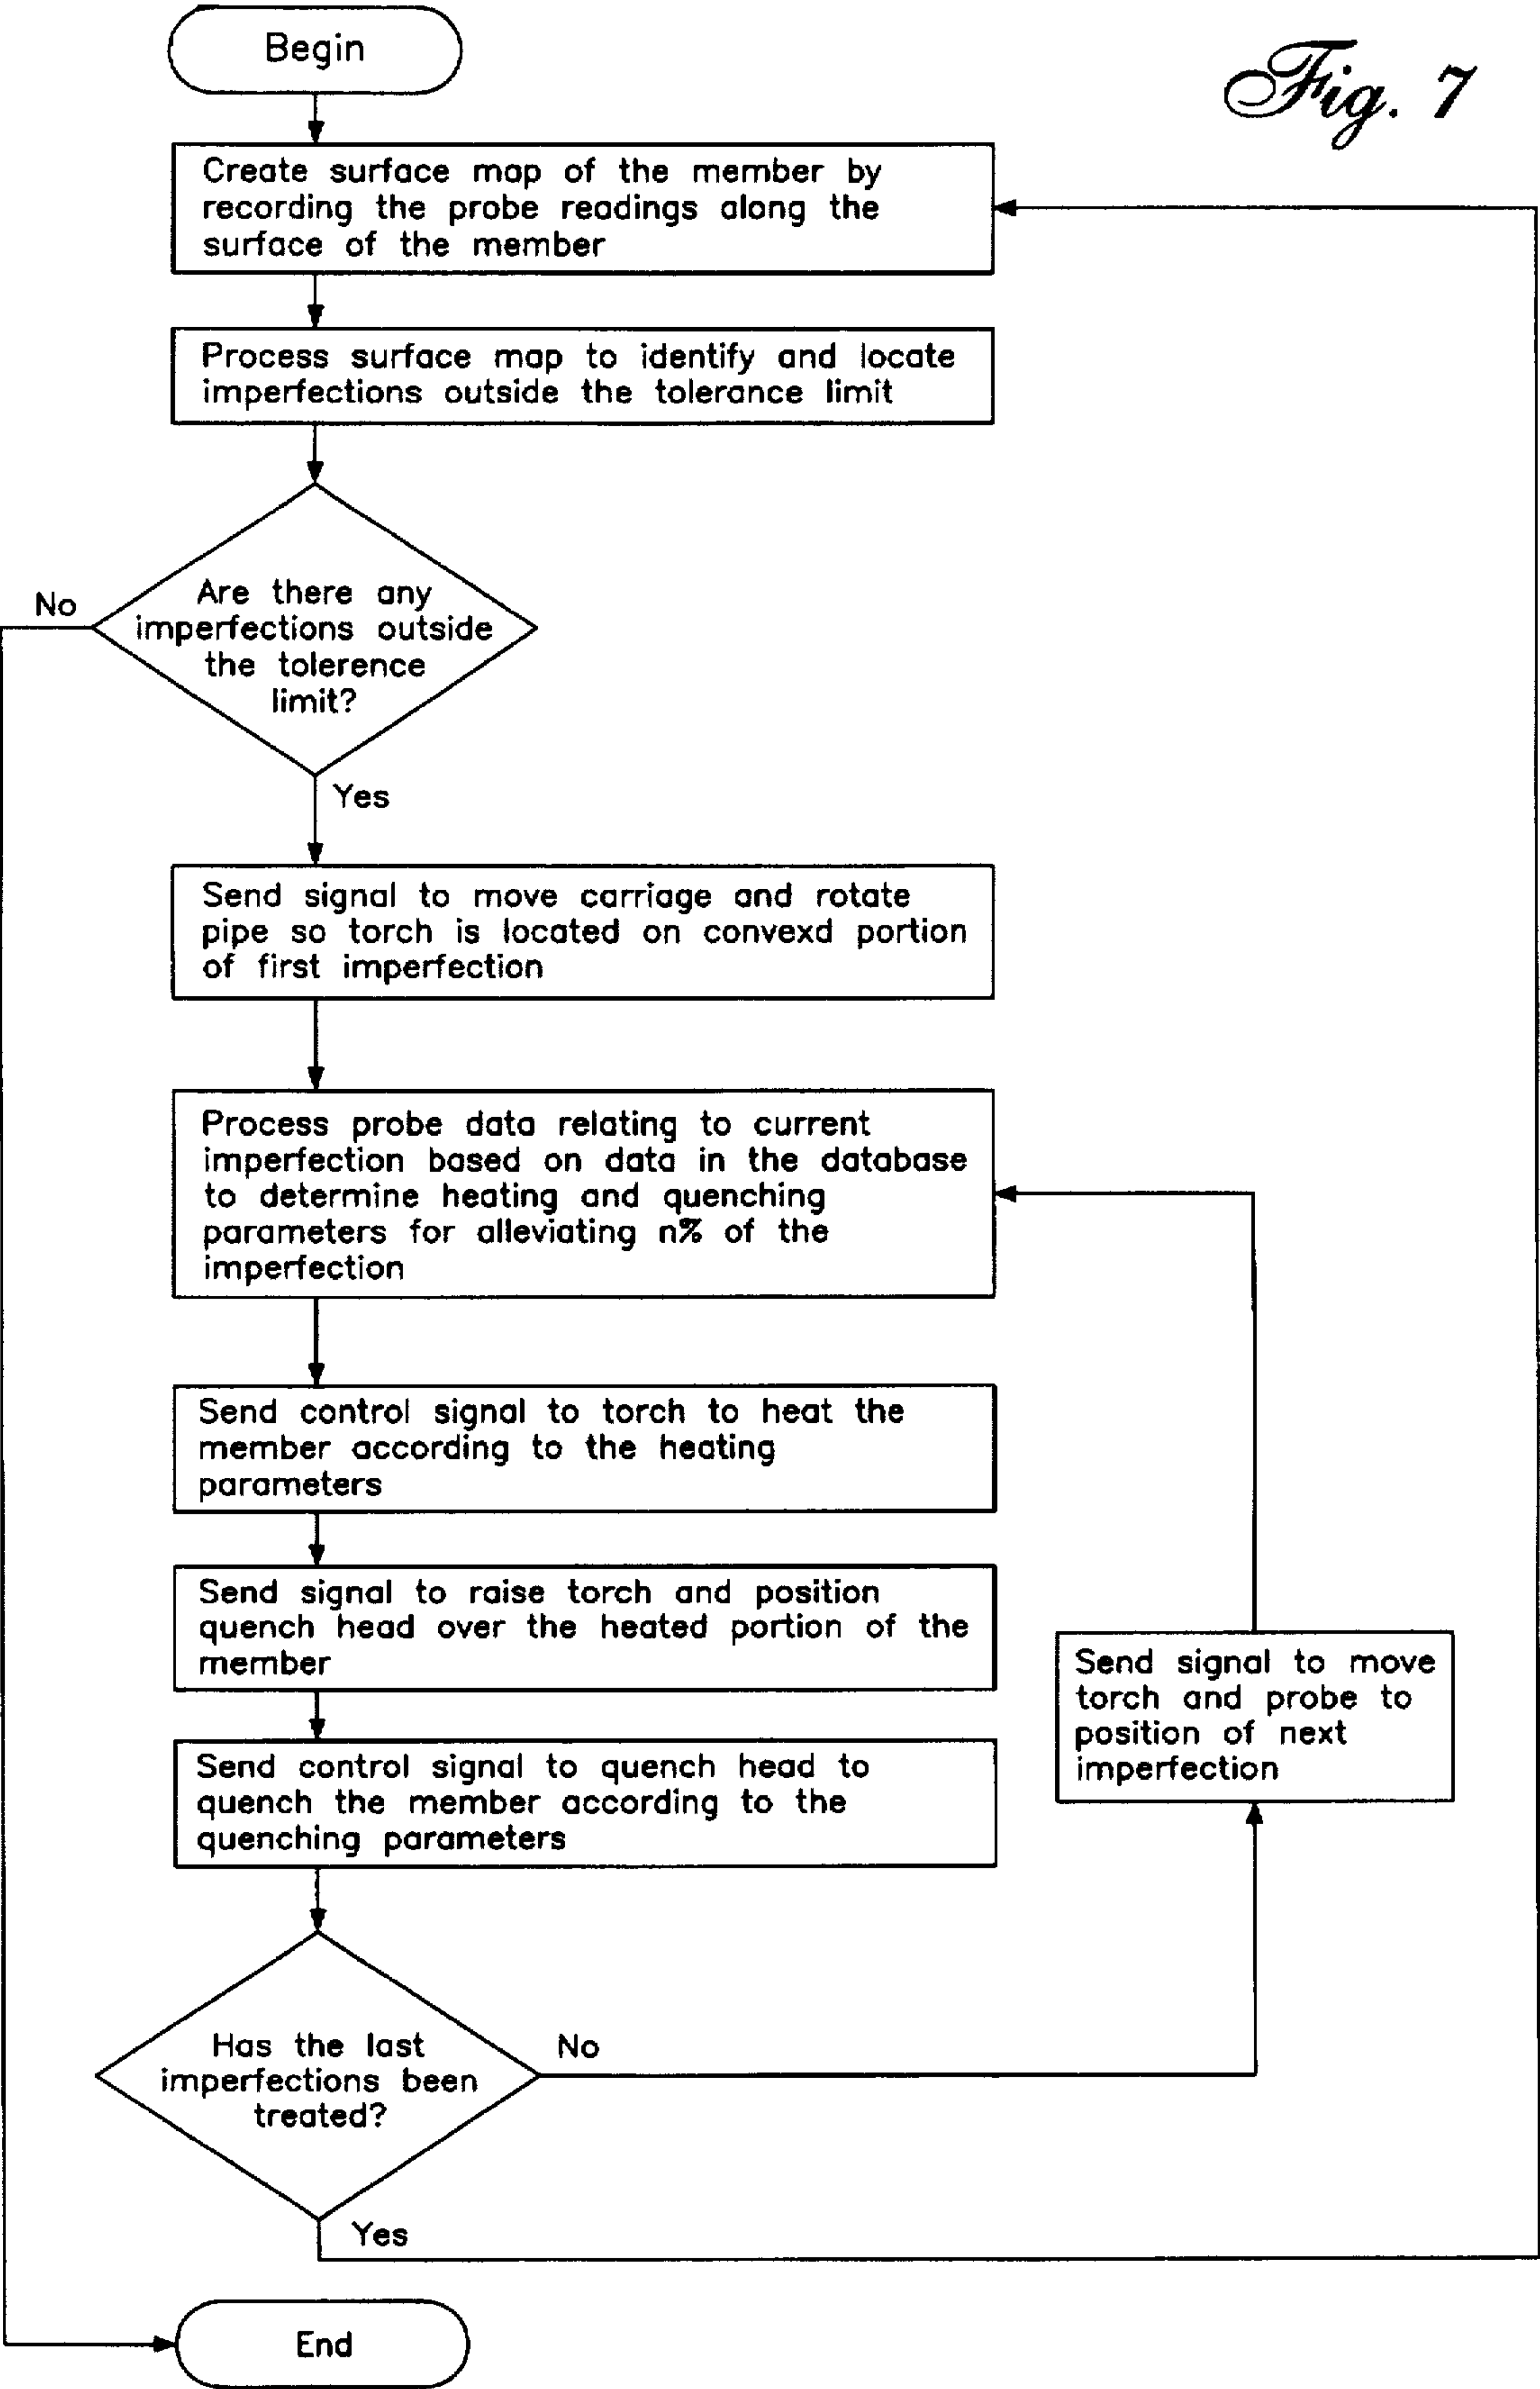 Begin
Fig. 7
Create surface map of the member by
recording the probe readings along the
surface of the member
Process surface map to identify and locate
imperfections outside the tolerance limit
No
Are there any
imperfections outside
the tolerence
limit?
Yes
Send signal to move carriage and rotate
pipe so torch is located on convexd portion
of first imperfection
Process probe data relating to current
imperfection based on data in the database
to determine heating and quenching
parameters for alleviating n% of the
imperfection
Send control signal to torch to heat the
member according to the heating
parameters
Send signal to raise torch and position
quench head over the heated portion of the
member
Send signal to move
torch and probe to
position of next
imperfection
Send control signal to quench head to
quench the member according to the
quenching parameters
Has the last
imperfections been
treated?
No
Yes
End